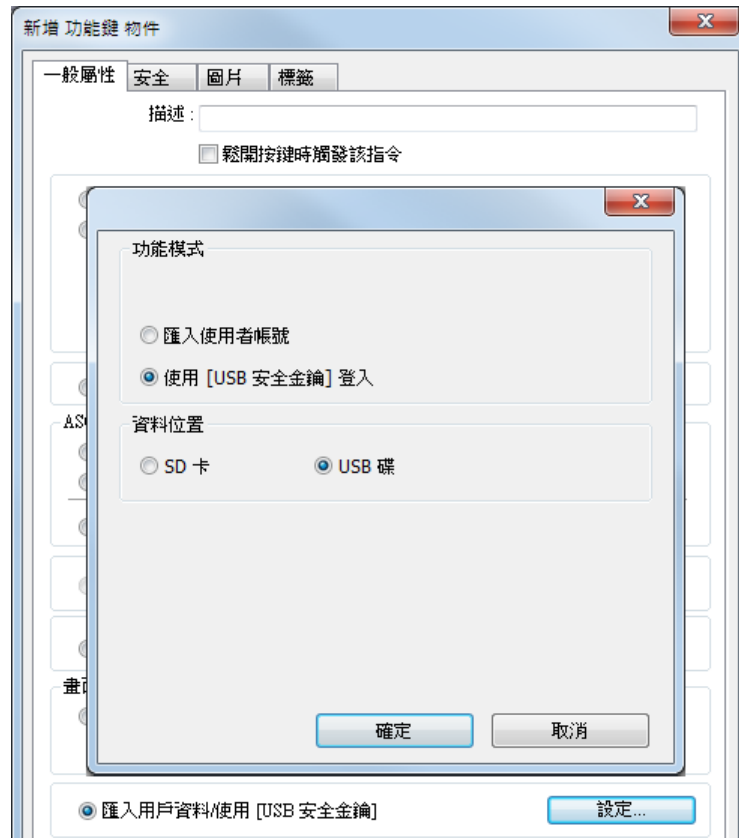 新增 功能鍵 物件
一般屬性 安全 圖片 標籤
描述 :
鬆開按鍵時觸發該指令
功能模式
匯入使用者帳號
使用 [USB 安全金鑰] 登入
資料位置
SD 卡 USB 碟
確定 取消
匯入用戶資料/使用 [USB 安全金鑰] 設定...